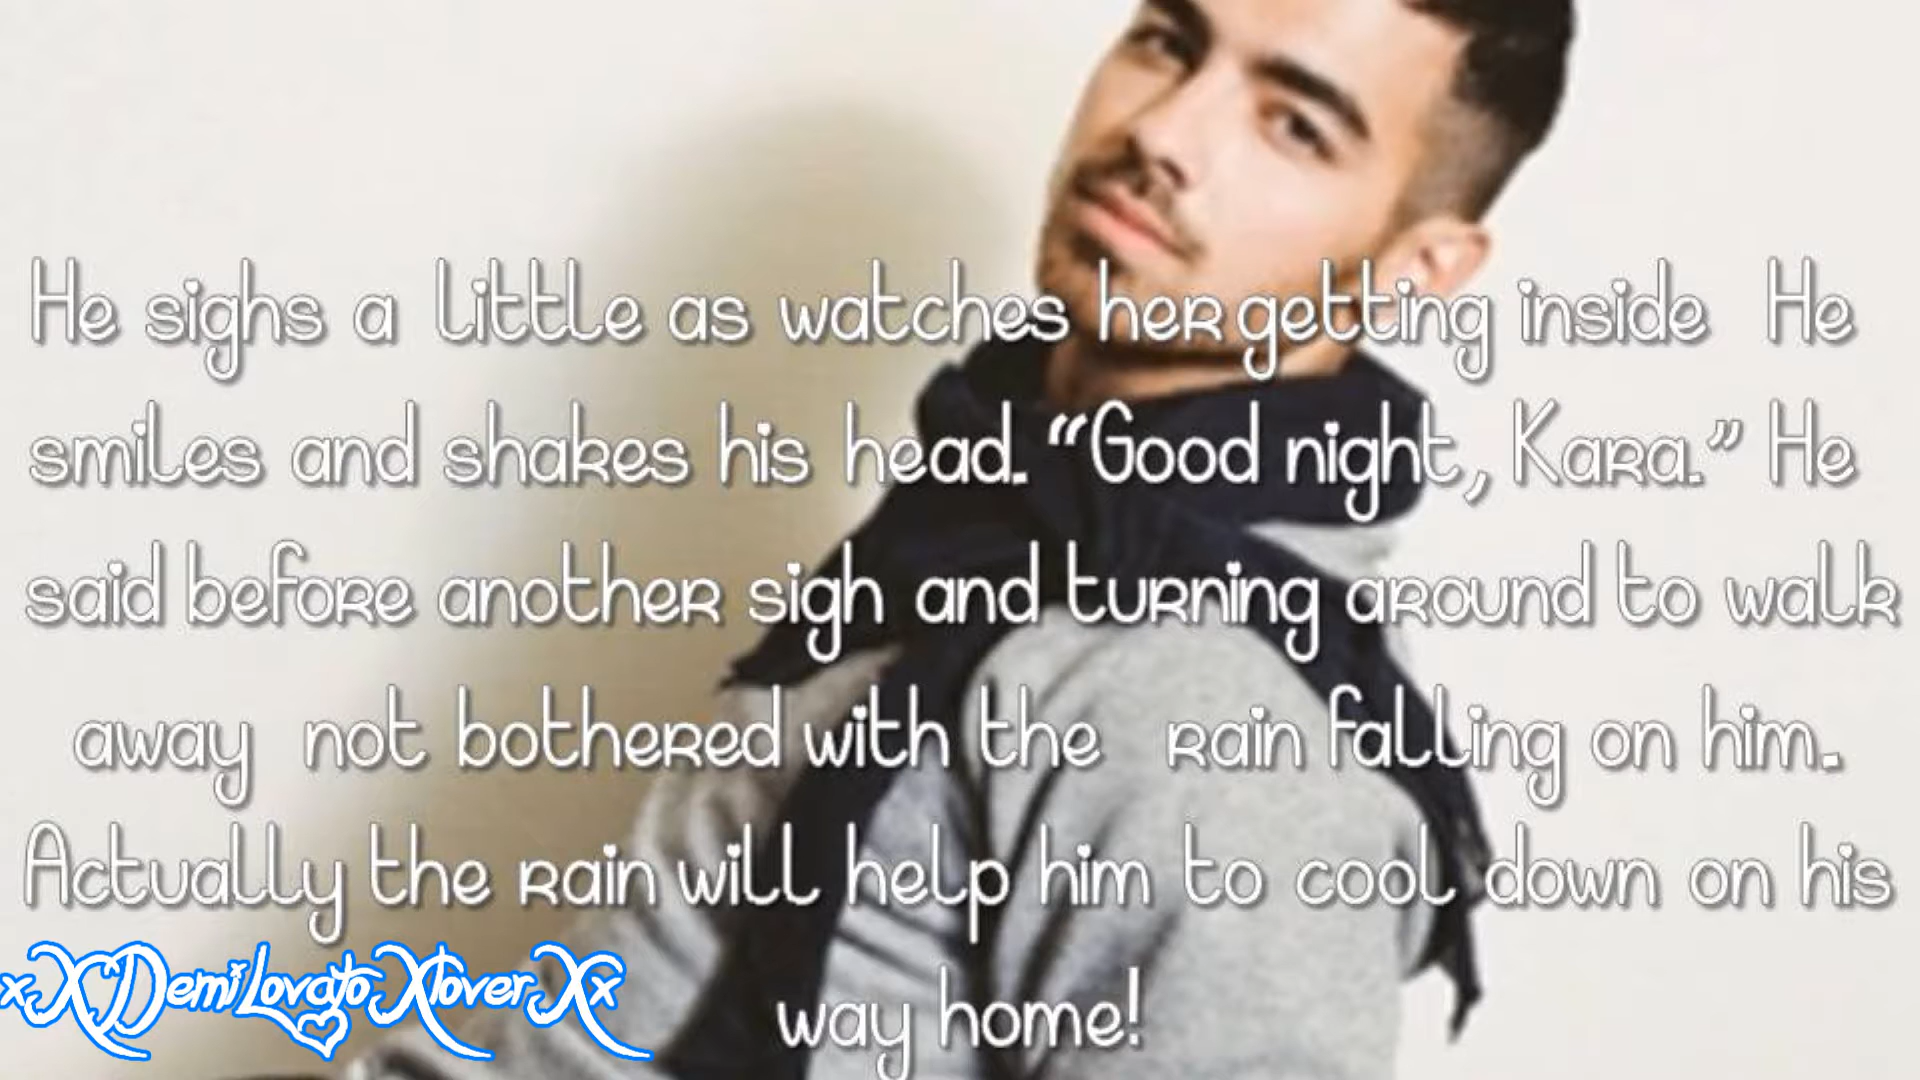 He sighs a little as watches her getting inside He
smiles and shakes his head. “Good night, Kara.” He
said before another sigh and turning around to walk
away not bothered with the rain falling on him.
Actually the rain will help him to cool down on his
way home!
xXDemiLovatoXloverXx